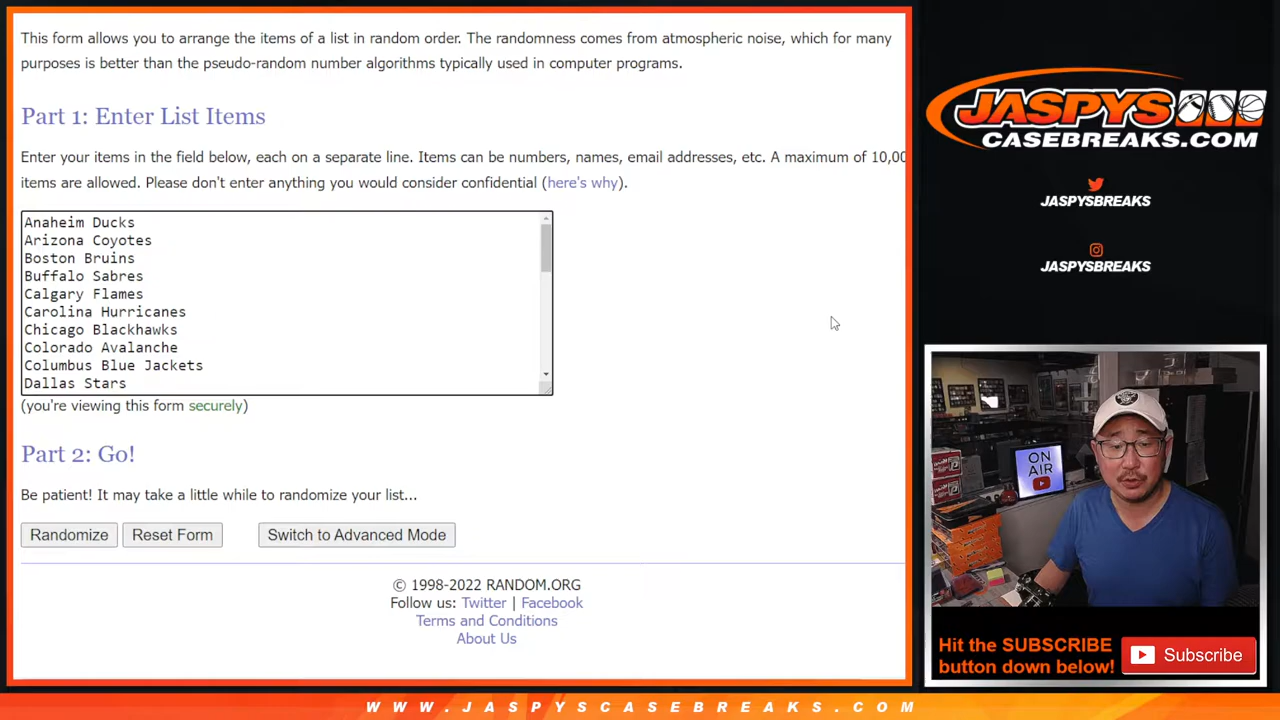 This form allows you to arrange the items of a list in random order. The randomness comes from atmospheric noise, which for many
purposes is better than the pseudo-random number algorithms typically used in computer programs.
Part 1: Enter List Items
Enter your items in the field below, each on a separate line. Items can be numbers, names, email addresses, etc. A maximum of 10,00
items are allowed. Please don't enter anything you would consider confidential (here's why).
Anaheim Ducks
Arizona Coyotes
Boston Bruins
Buffalo Sabres
Calgary Flames
Carolina Hurricanes
Chicago Blackhawks
Colorado Avalanche
Columbus Blue Jackets
Dallas Stars
(you're viewing this form securely)
Part 2: Go!
Be patient! It may take a little while to randomize your list...
Randomize Reset Form Switch to Advanced Mode
© 1998-2022 RANDOM.ORG
Follow us: Twitter | Facebook
Terms and Conditions
About Us
JASPYS
CASEBREAKS.COM
JASPYSBREAKS
JASPYSBREAKS
ON
AIR
Hit the SUBSCRIBE
button down below!
Subscribe
WWW.JASPYSCASEBREAKS.COM